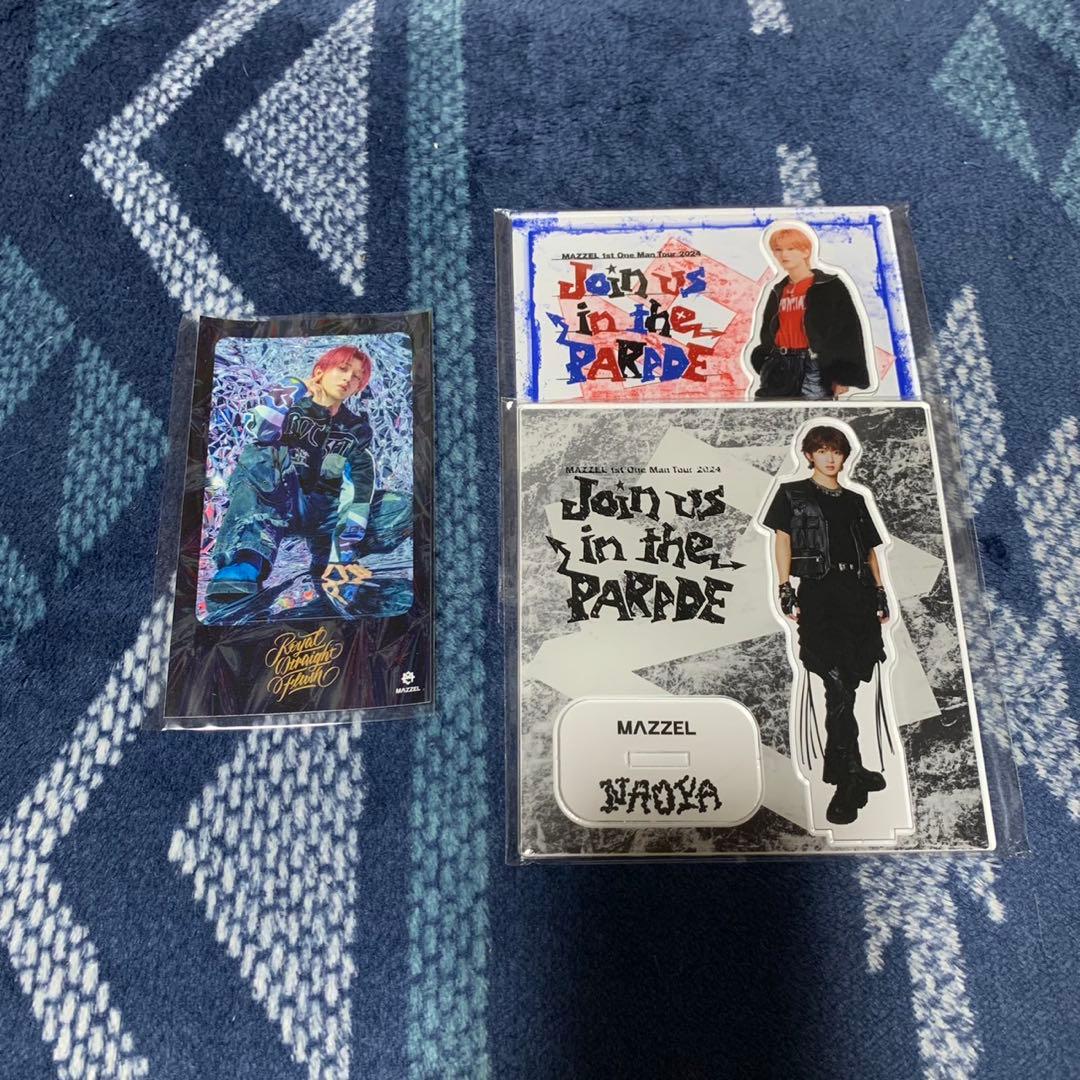 MAZZEL 1st One Man Tour 2024
Join us
in the
PARADE
MAZZEL 1st One Man Tour 2024
Join us
in the
PARADE
MAZZEL
NAOYA
ROCKET
Royal
Straight
Flush
MAZZEL